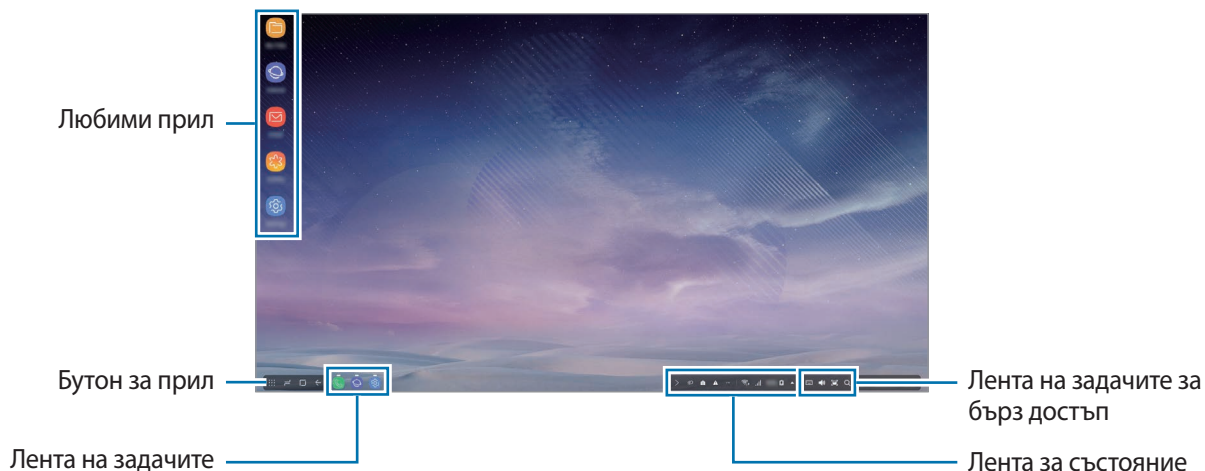 Любими прил
Бутон за прил
Лента на задачите
Лента на задачите за
бърз достъп
Лента за състояние